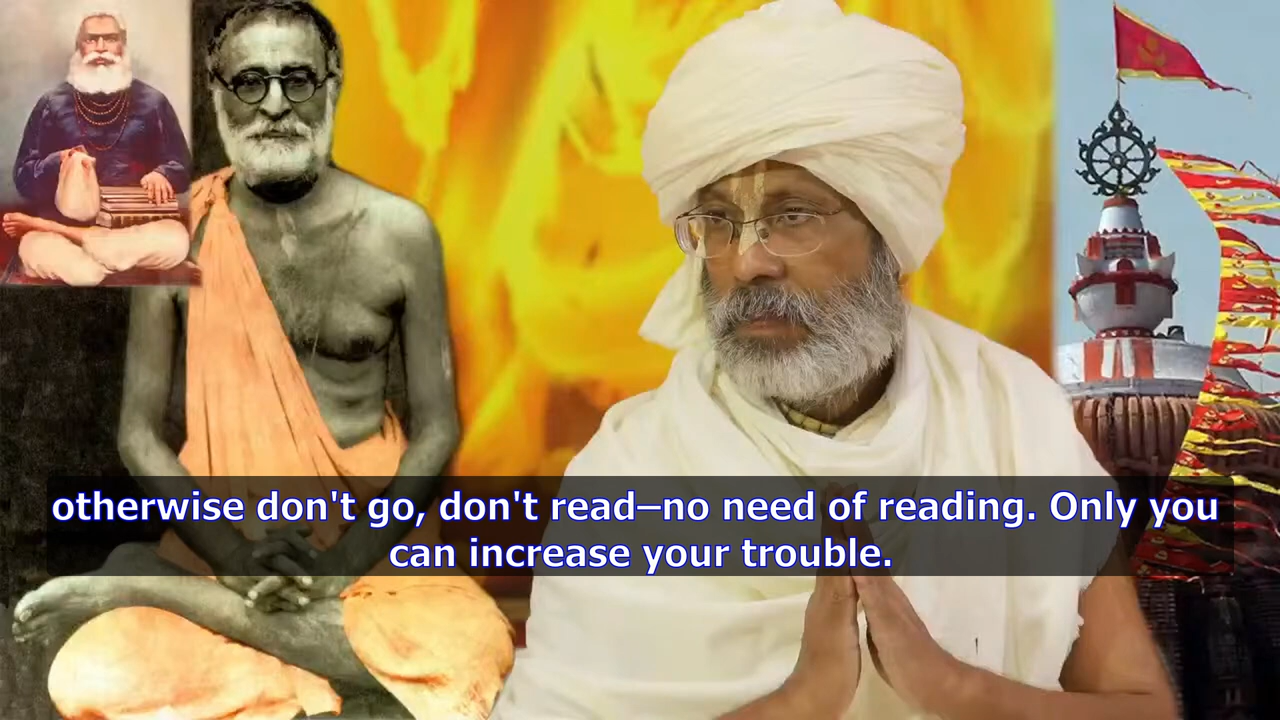 otherwise don't go, don't read—no need of reading. Only you
can increase your trouble.